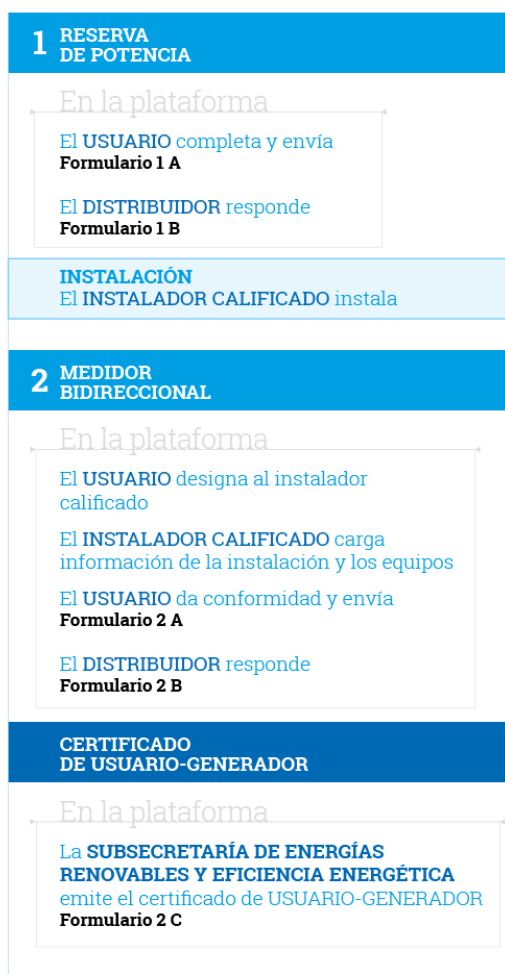 1 RESERVA
DE POTENCIA
En la plataforma
El USUARIO completa y envía
Formulario 1 A
El DISTRIBUIDOR responde
Formulario 1 B
INSTALACIÓN
El INSTALADOR CALIFICADO instala
2 MEDIDOR
BIDIRECCIONAL
En la plataforma
El USUARIO designa al instalador
calificado
El INSTALADOR CALIFICADO carga
información de la instalación y los equipos
El USUARIO da conformidad y envía
Formulario 2 A
El DISTRIBUIDOR responde
Formulario 2 B
CERTIFICADO
DE USUARIO-GENERADOR
En la plataforma
La SUBSECRETARÍA DE ENERGÍAS
RENOVABLES Y EFICIENCIA ENERGÉTICA
emite el certificado de USUARIO-GENERADOR
Formulario 2 C